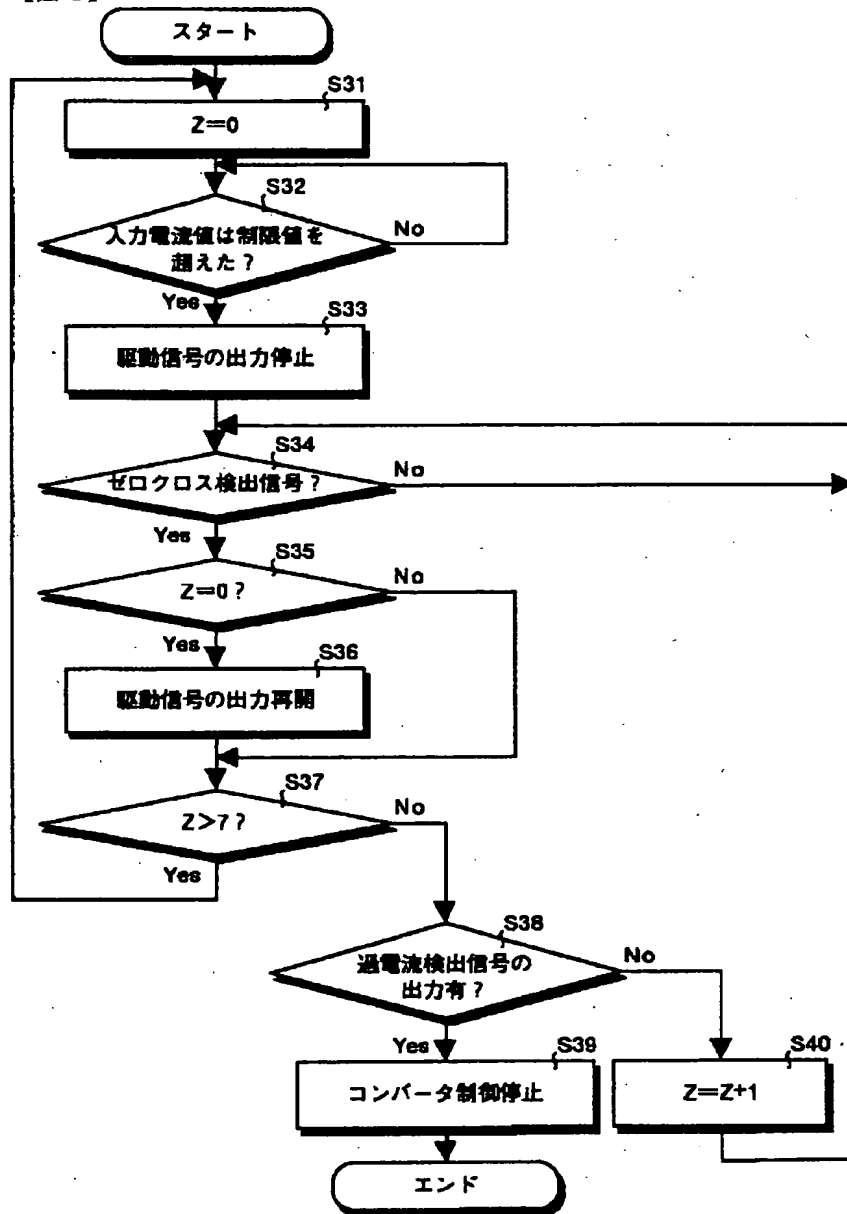 スタート
S31
Z=0
S32
入力電流値は制限値を
超えた?
No
Yes
S33
駆動信号の出力停止
S34
ゼロクロス検出信号?
No
Yes
S35
Z=0?
No
Yes
S36
駆動信号の出力再開
S37
Z>7?
No
Yes
S38
過電流検出信号の
出力有?
No
Yes
S39
コンバータ制御停止
S40
Z=Z+1
エンド